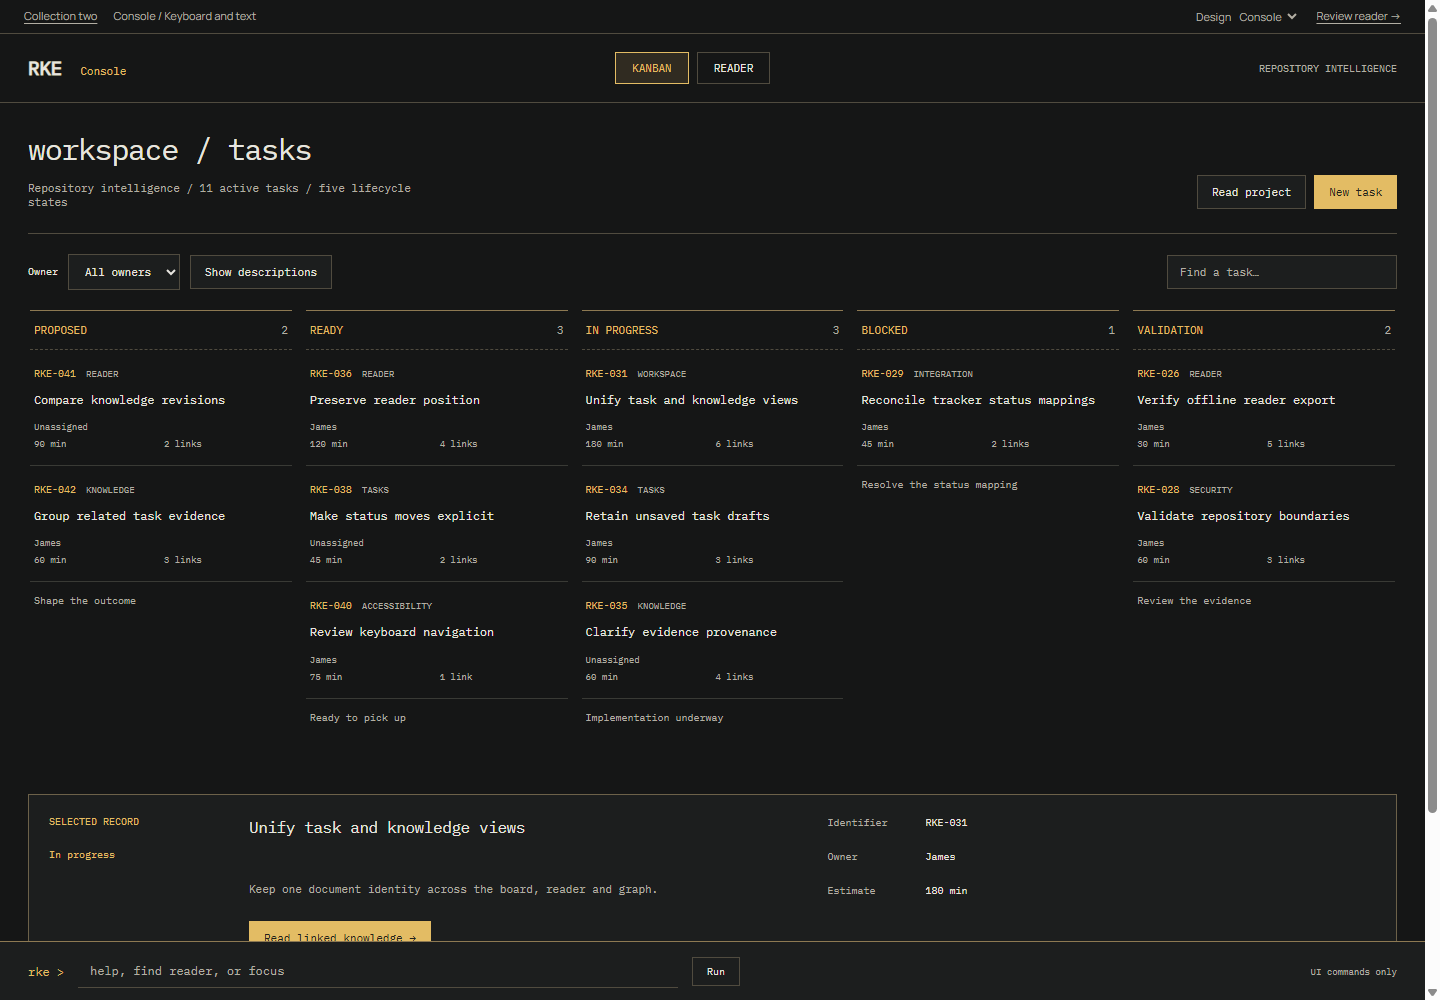 Collection two Console / Keyboard and text Design Console Review reader →
RKE Console KANBAN READER REPOSITORY INTELLIGENCE
workspace / tasks
Repository intelligence / 11 active tasks / five lifecycle
states
Read project New task
Owner All owners Show descriptions Find a task…
PROPOSED 2
RKE-041 READER
Compare knowledge revisions
Unassigned
90 min 2 links
RKE-042 KNOWLEDGE
Group related task evidence
James
60 min 3 links
Shape the outcome
READY 3
RKE-036 READER
Preserve reader position
James
120 min 4 links
RKE-038 TASKS
Make status moves explicit
Unassigned
45 min 2 links
RKE-040 ACCESSIBILITY
Review keyboard navigation
James
75 min 1 link
Ready to pick up
IN PROGRESS 3
RKE-031 WORKSPACE
Unify task and knowledge views
James
180 min 6 links
RKE-034 TASKS
Retain unsaved task drafts
James
90 min 3 links
RKE-035 KNOWLEDGE
Clarify evidence provenance
Unassigned
60 min 4 links
Implementation underway
BLOCKED 1
RKE-029 INTEGRATION
Reconcile tracker status mappings
James
45 min 2 links
Resolve the status mapping
VALIDATION 2
RKE-026 READER
Verify offline reader export
James
30 min 5 links
RKE-028 SECURITY
Validate repository boundaries
James
60 min 3 links
Review the evidence
SELECTED RECORD
In progress
Unify task and knowledge views
Keep one document identity across the board, reader and graph.
Read linked knowledge →
Identifier RKE-031
Owner James
Estimate 180 min
rke > help, find reader, or focus Run UI commands only